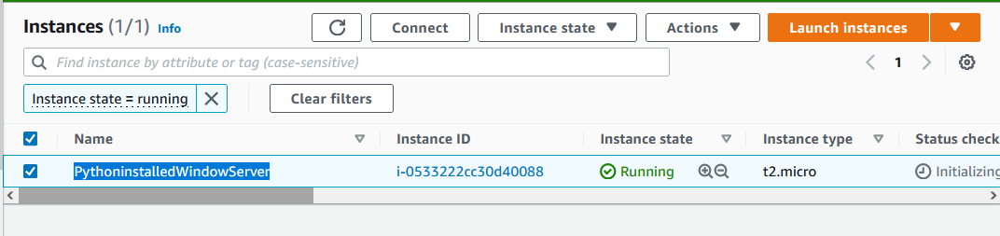 Instances (1/1) Info Connect Instance state Actions Launch instances
Find instance by attribute or tag (case-sensitive) 1
Instance state = running Clear filters
Name Instance ID Instance state Instance type Status check
PythoninstalledWindowServer i-0533222cc30d40088 Running t2.micro Initializing